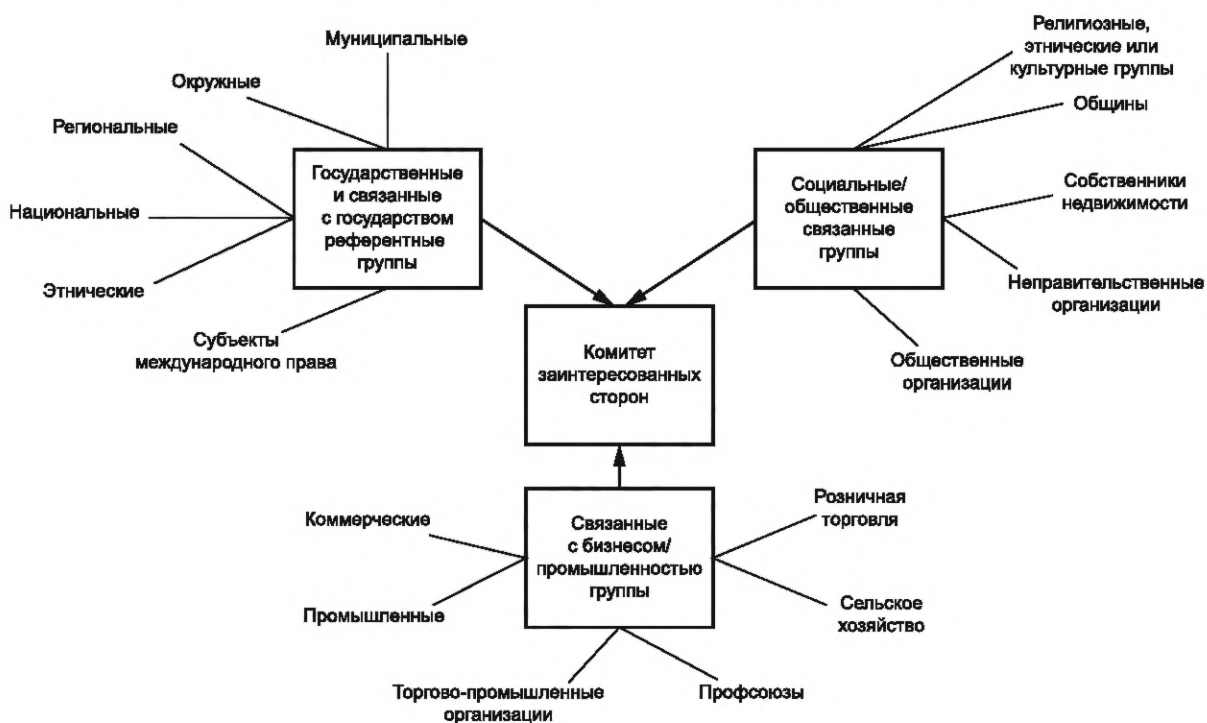 Муниципальные
Окружные
Региональные
Национальные
Этнические
Субъекты
международного права
Государственные
и связанные
с государством
референтные
группы
Религиозные,
этнические или
культурные группы
Общины
Собственники
недвижимости
Неправительственные
организации
Общественные
организации
Социальные/
общественные
связанные
группы
Комитет
заинтересованных
сторон
Коммерческие
Промышленные
Торгово-промышленные
организации
Связанные
с бизнесом/
промышленностью
группы
Розничная
торговля
Сельское
хозяйство
Профсоюзы